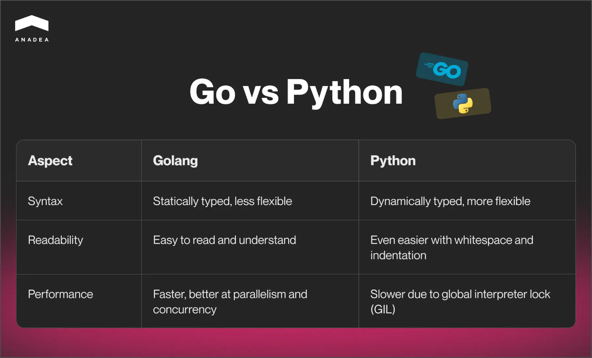 ANADEA
GO
Go vs Python
Aspect
Golang
Python
Syntax
Statically typed, less flexible
Dynamically typed, more flexible
Readability
Easy to read and understand
Even easier with whitespace and
indentation
Performance
Faster, better at parallelism and
concurrency
Slower due to global interpreter lock
(GIL)